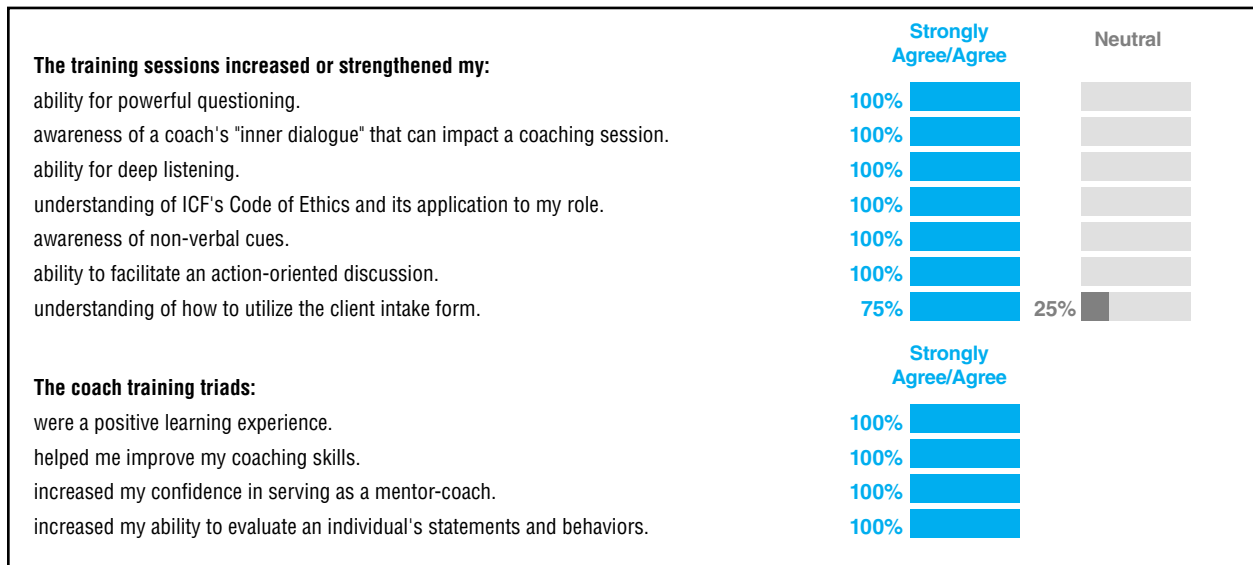 Strongly
Agree/Agree
Neutral
The training sessions increased or strengthened my:
ability for powerful questioning. 100%
awareness of a coach's "inner dialogue" that can impact a coaching session. 100%
ability for deep listening. 100%
understanding of ICF's Code of Ethics and its application to my role. 100%
awareness of non-verbal cues. 100%
ability to facilitate an action-oriented discussion. 100%
understanding of how to utilize the client intake form. 75% 25%
Strongly
Agree/Agree
The coach training triads:
were a positive learning experience. 100%
helped me improve my coaching skills. 100%
increased my confidence in serving as a mentor-coach. 100%
increased my ability to evaluate an individual's statements and behaviors. 100%